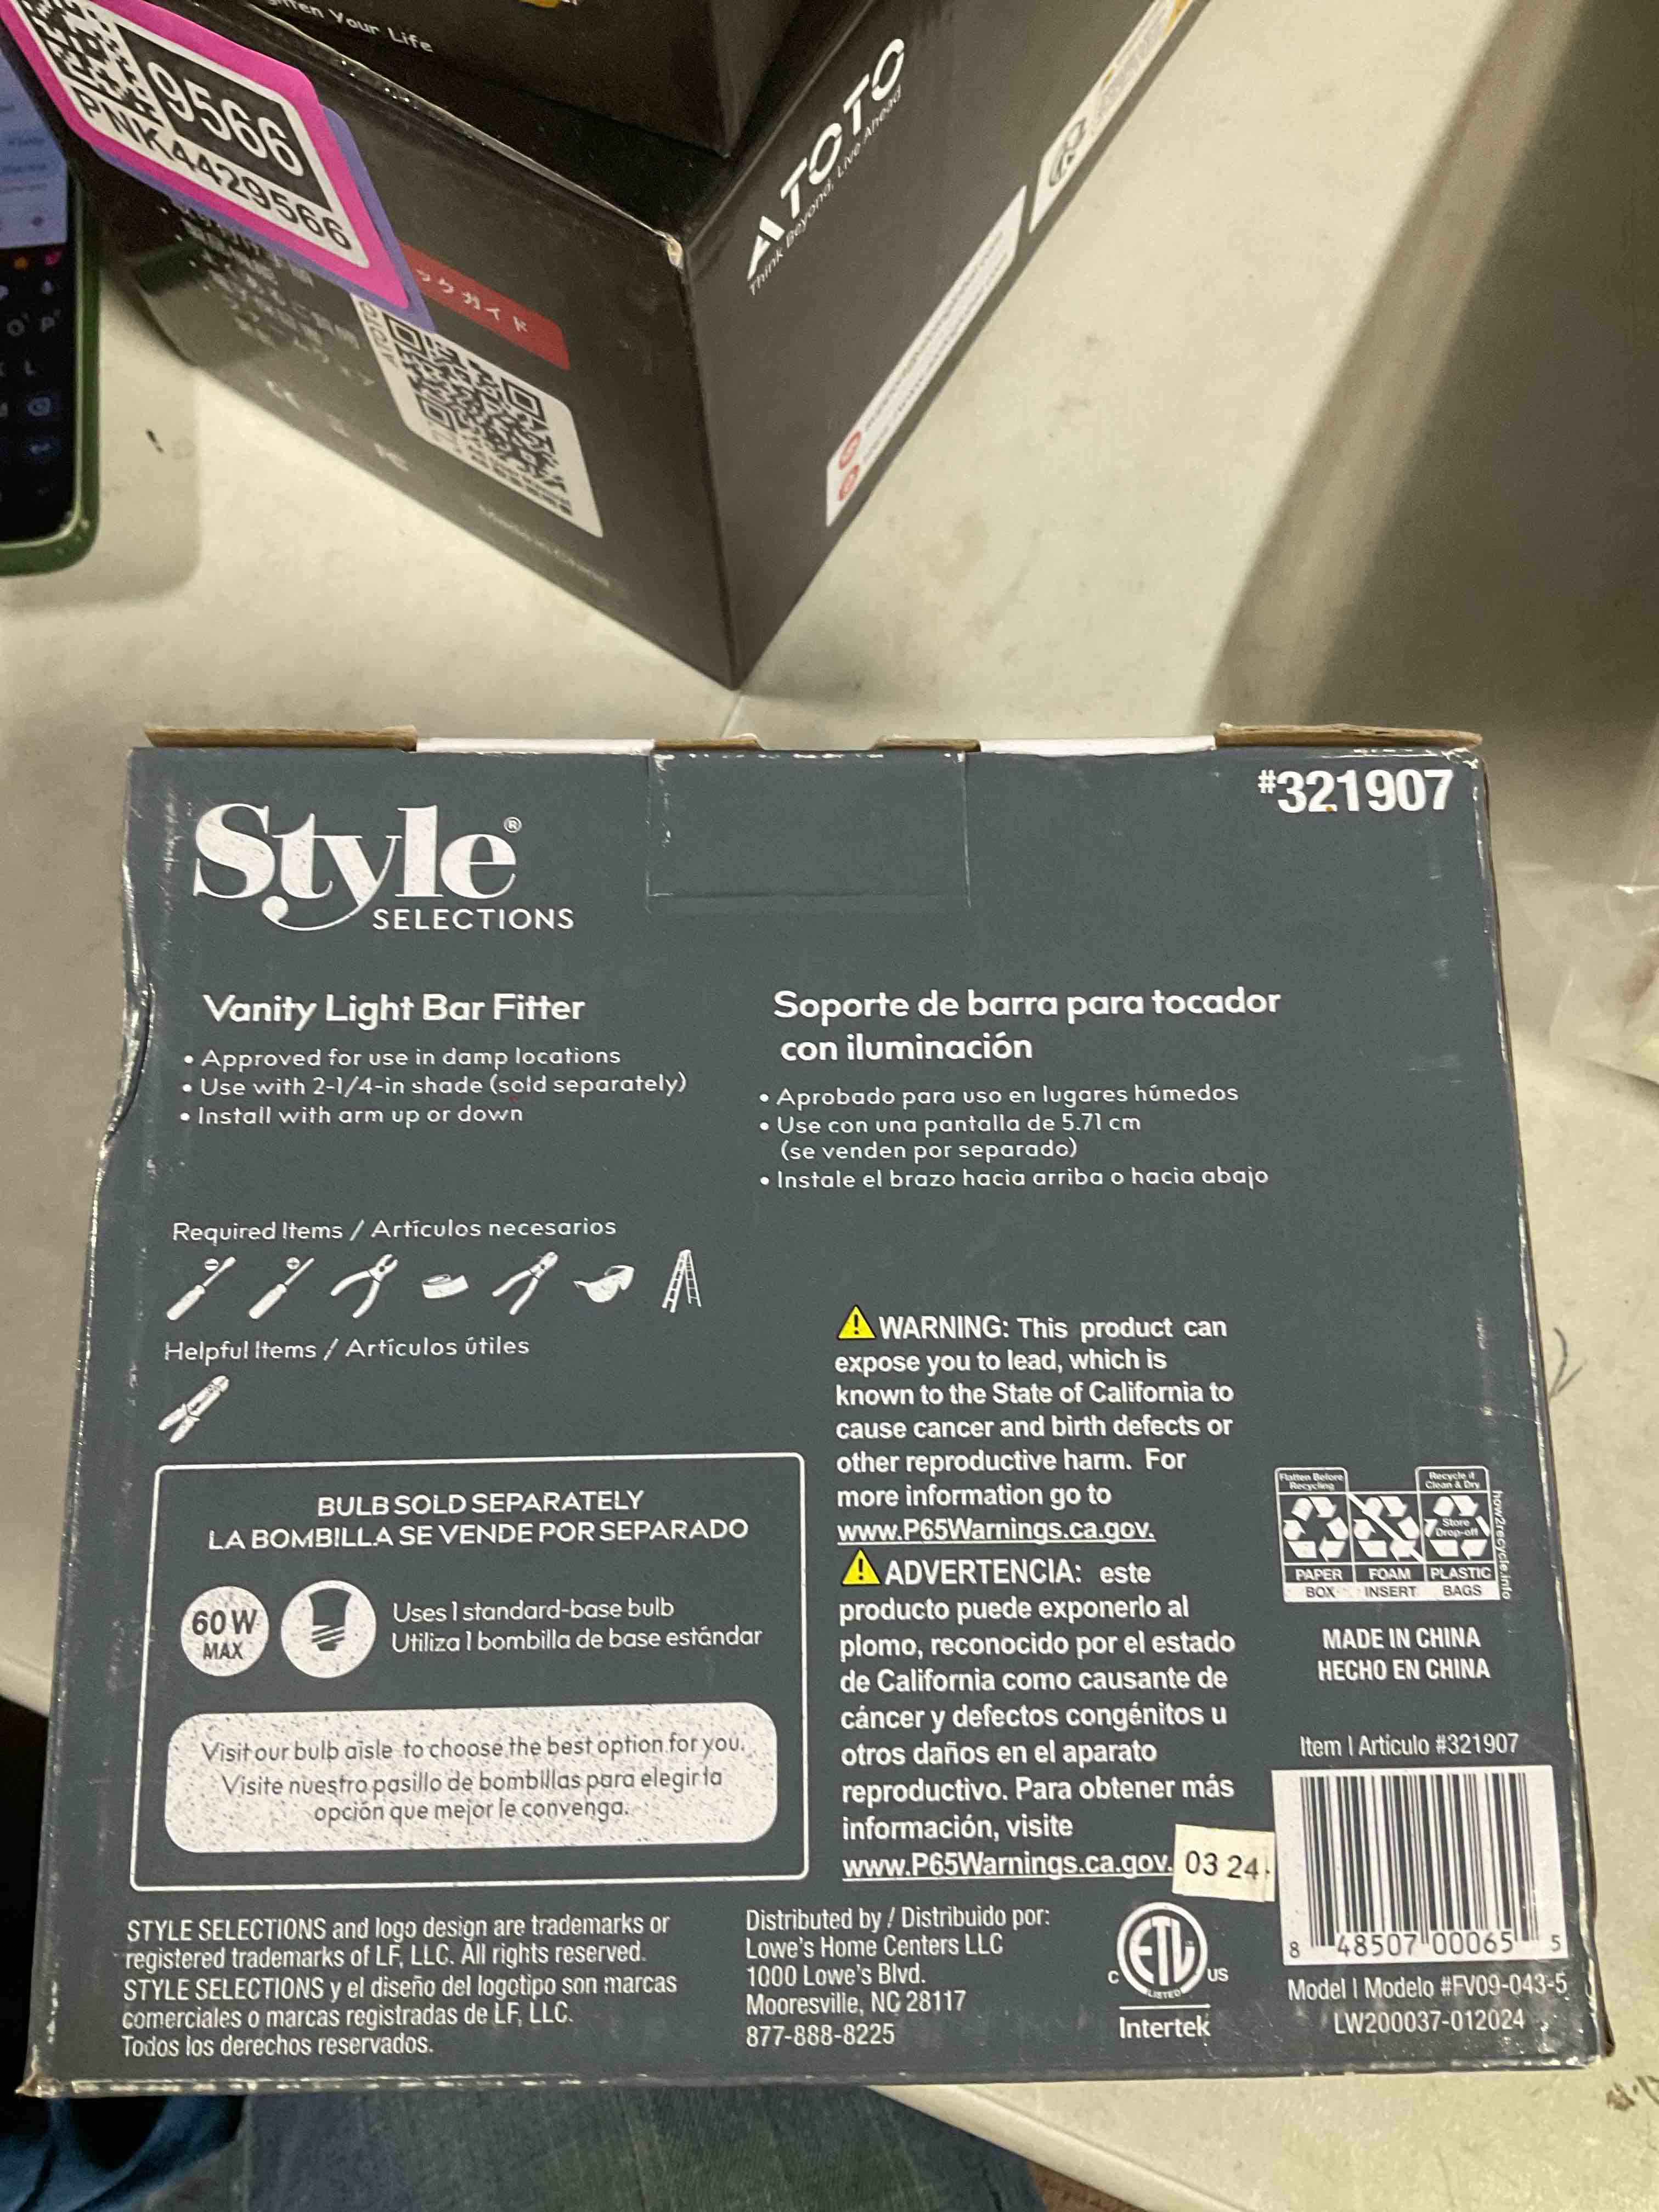 Your Life
9566
PNK4429566
ックガイド
ATOTO
Think Beyond, Live Ahead
Made in China
#321907
Style®
SELECTIONS
Vanity Light Bar Fitter
• Approved for use in damp locations
• Use with 2-1/4-in shade (sold separately)
• Install with arm up or down
Soporte de barra para tocador
con iluminación
• Aprobado para uso en lugares húmedos
• Use con una pantalla de 5.71 cm
(se venden por separado)
• Instale el brazo hacia arriba o hacia abajo
Required Items / Artículos necesarios
Helpful Items / Artículos útiles
BULB SOLD SEPARATELY
LA BOMBILLA SE VENDE POR SEPARADO
60 W
MAX
Uses 1 standard-base bulb
Utiliza 1 bombilla de base estándar
Visit our bulb aisle to choose the best option for you.
Visite nuestro pasillo de bombillas para elegir la
opción que mejor le convenga.
WARNING: This product can
expose you to lead, which is
known to the State of California to
cause cancer and birth defects or
other reproductive harm. For
more information go to
www.P65Warnings.ca.gov.
ADVERTENCIA: este
producto puede exponerlo al
plomo, reconocido por el estado
de California como causante de
cáncer y defectos congénitos u
otros daños en el aparato
reproductivo. Para obtener más
información, visite
www.P65Warnings.ca.gov.
03 24
Flatten Before
Recycling
Recycle if
Clean & Dry
Store
Drop-off
PAPER
FOAM
PLASTIC
BOX
INSERT
BAGS
how2recycle.info
MADE IN CHINA
HECHO EN CHINA
Item | Artículo #321907
8 48507 00065 5
Model | Modelo #FV09-043-5
LW200037-012024
STYLE SELECTIONS and logo design are trademarks or
registered trademarks of LF, LLC. All rights reserved.
STYLE SELECTIONS y el diseño del logotipo son marcas
comerciales o marcas registradas de LF, LLC.
Todos los derechos reservados.
Distributed by / Distribuido por:
Lowe's Home Centers LLC
1000 Lowe's Blvd.
Mooresville, NC 28117
877-888-8225
C ETL US
LISTED
Intertek